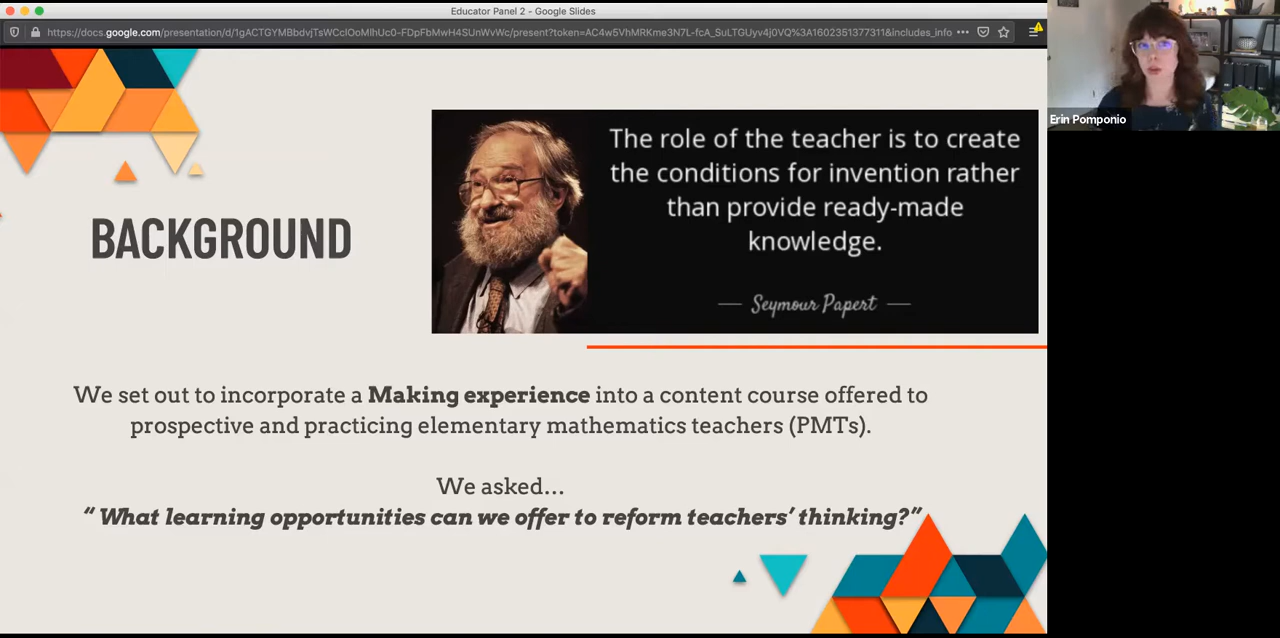 Educator Panel 2 - Google Slides
https://docs.google.com/presentation/d/1gACTGYMBbdvjTsWCclOoMlhUc0-FDpFbMwH4SUnWvWc/present?token=AC4w5VhMRKme3N7L-fcA_SuLTGUyv4j0VQ%3A1602351377311&includes_info
Erin Pomponio
The role of the teacher is to create
the conditions for invention rather
than provide ready-made
knowledge.
Seymour Papert
BACKGROUND
We set out to incorporate a Making experience into a content course offered to
prospective and practicing elementary mathematics teachers (PMTs).
We asked…
“ What learning opportunities can we offer to reform teachers’ thinking?”